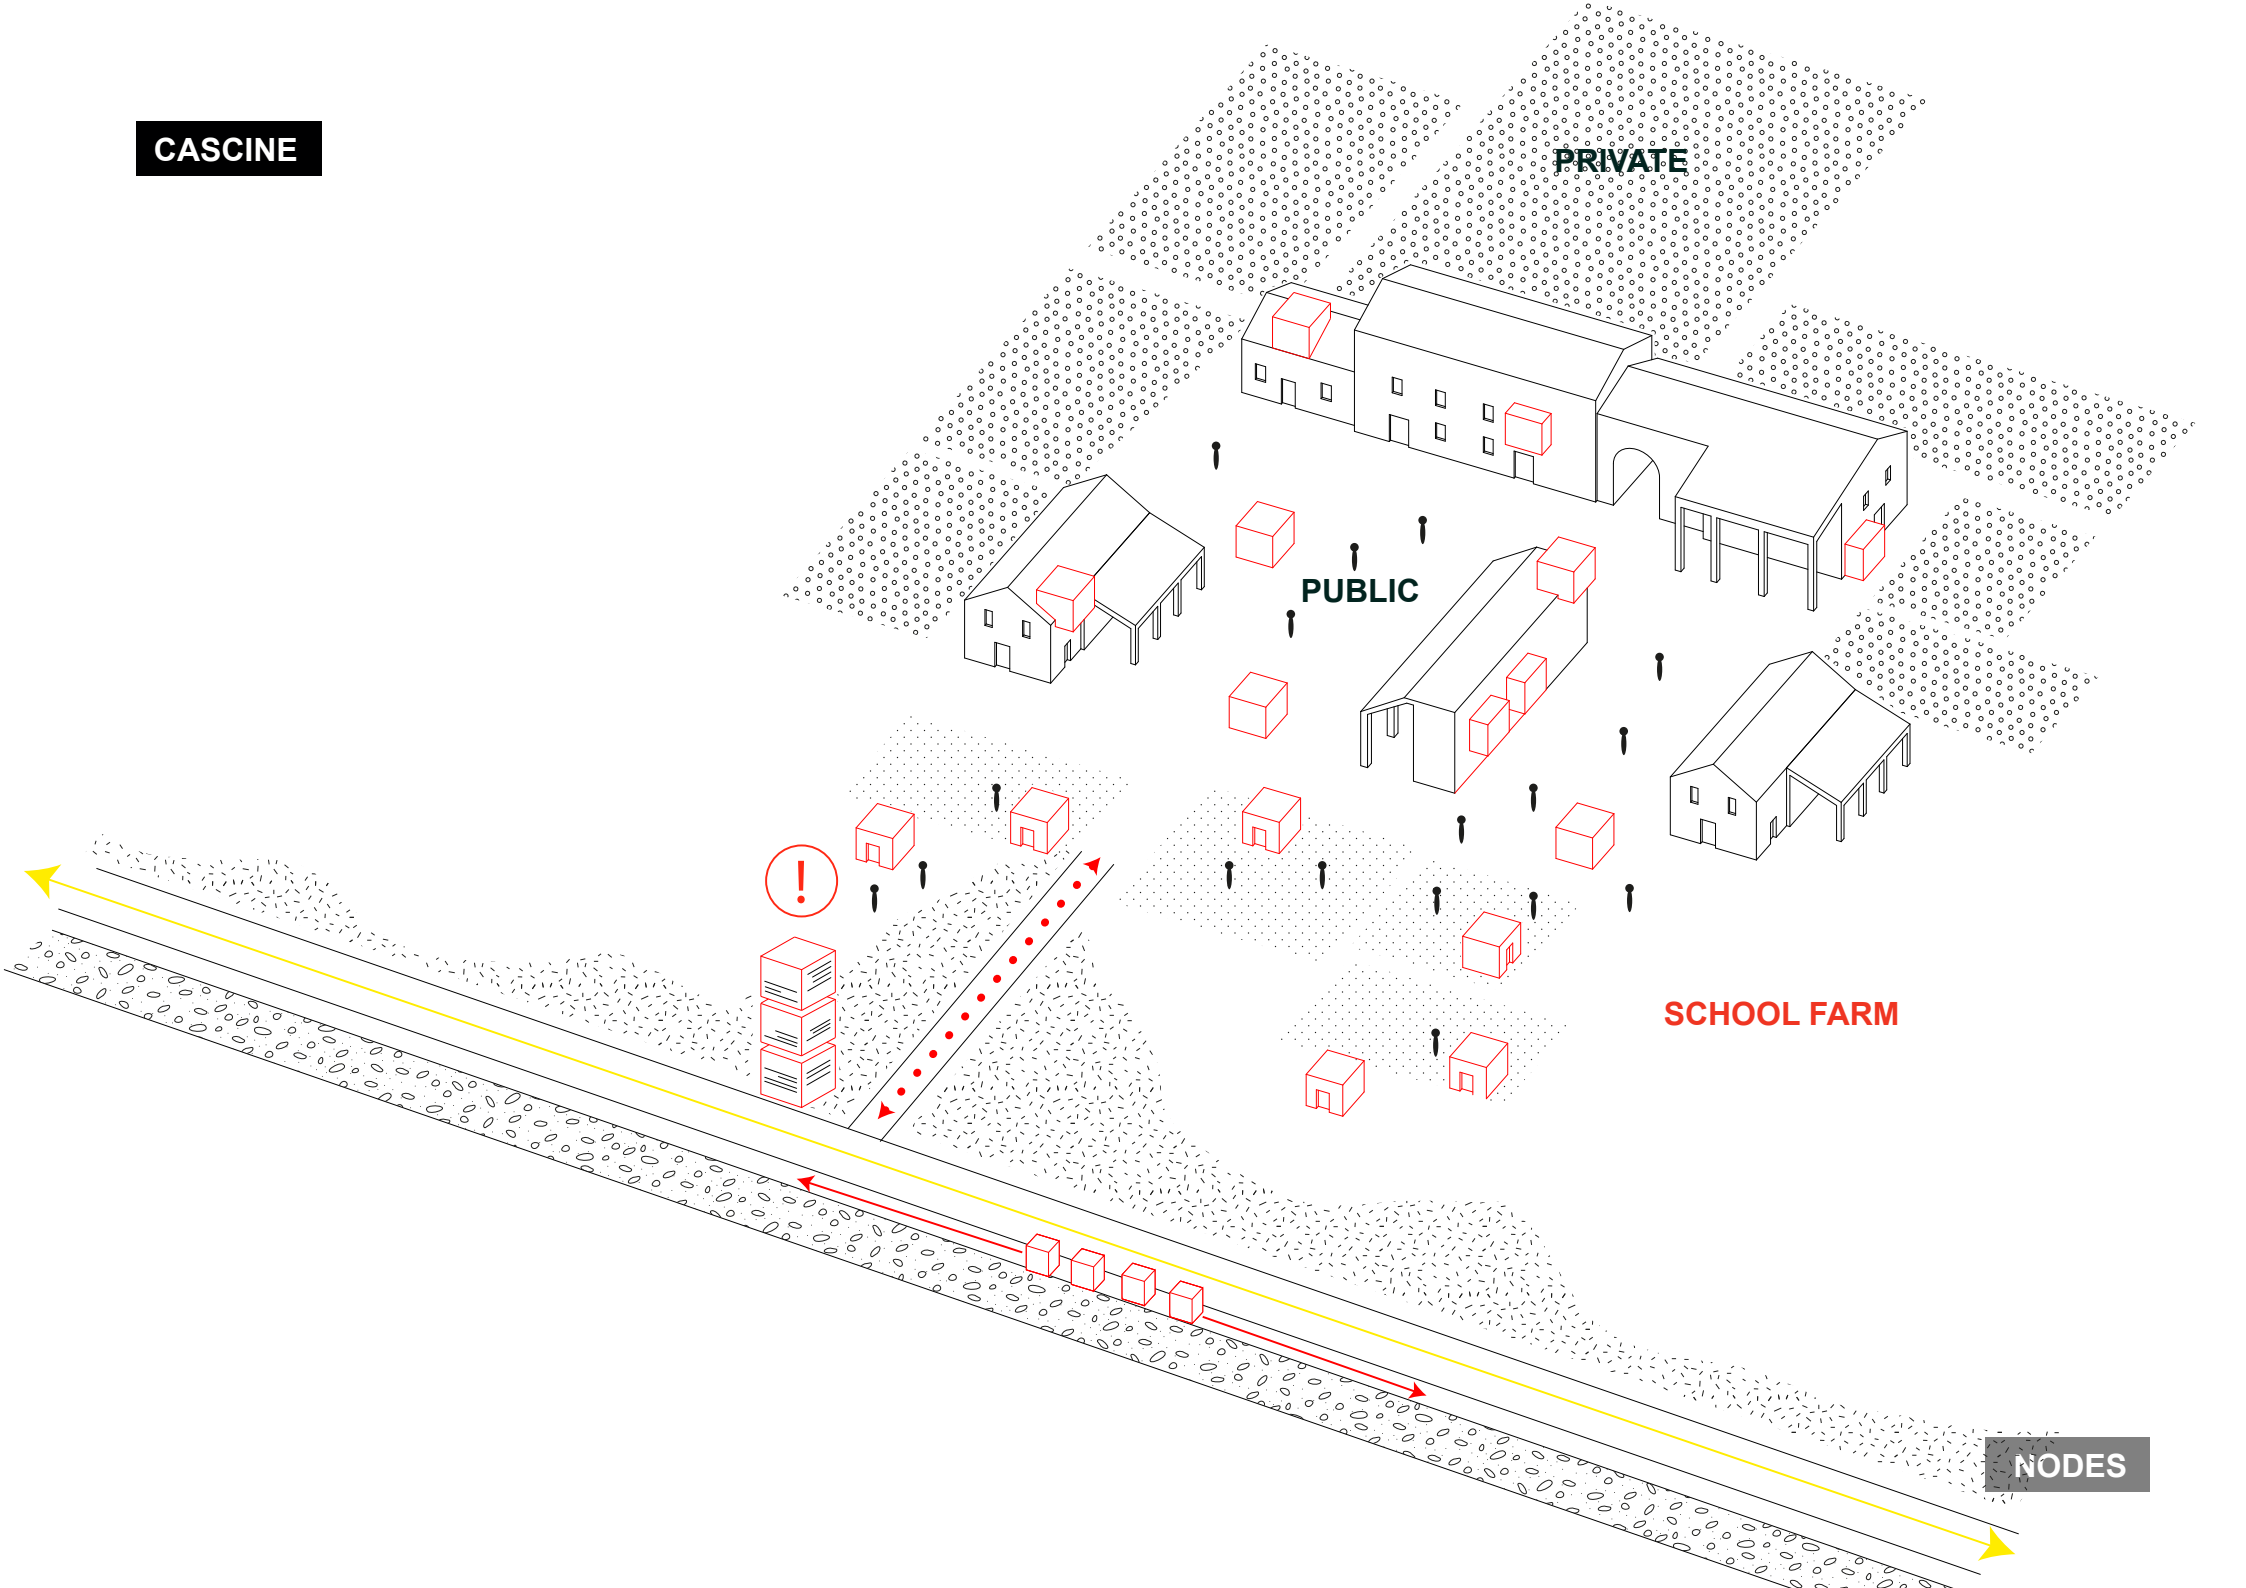 CASCINE
PRIVATE
PUBLIC
!
SCHOOL FARM
NODES